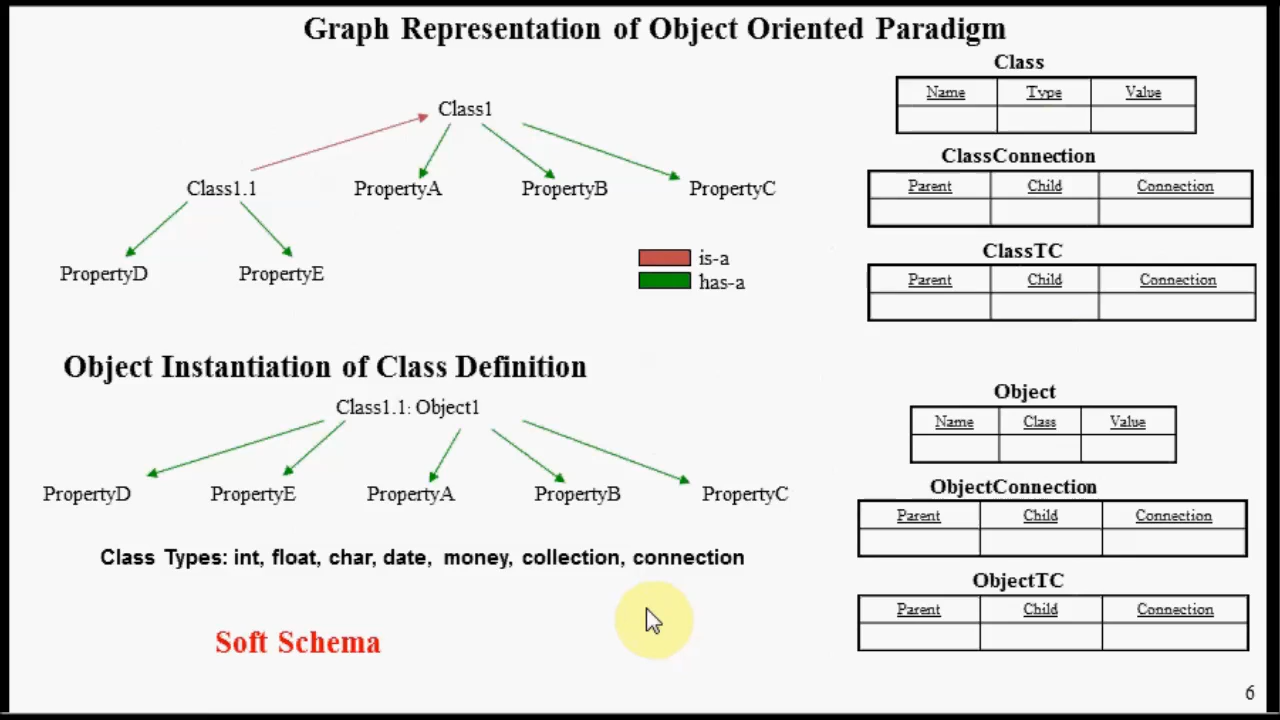 Graph Representation of Object Oriented Paradigm
Class
Name Type Value
Class1
ClassConnection
Parent Child Connection
Class1.1 PropertyA PropertyB PropertyC
ClassTC
Parent Child Connection
PropertyD PropertyE
is-a
has-a
Object Instantiation of Class Definition
Object
Name Class Value
Class1.1: Object1
ObjectConnection
Parent Child Connection
PropertyD PropertyE PropertyA PropertyB PropertyC
Class Types: int, float, char, date, money, collection, connection
ObjectTC
Parent Child Connection
Soft Schema
6